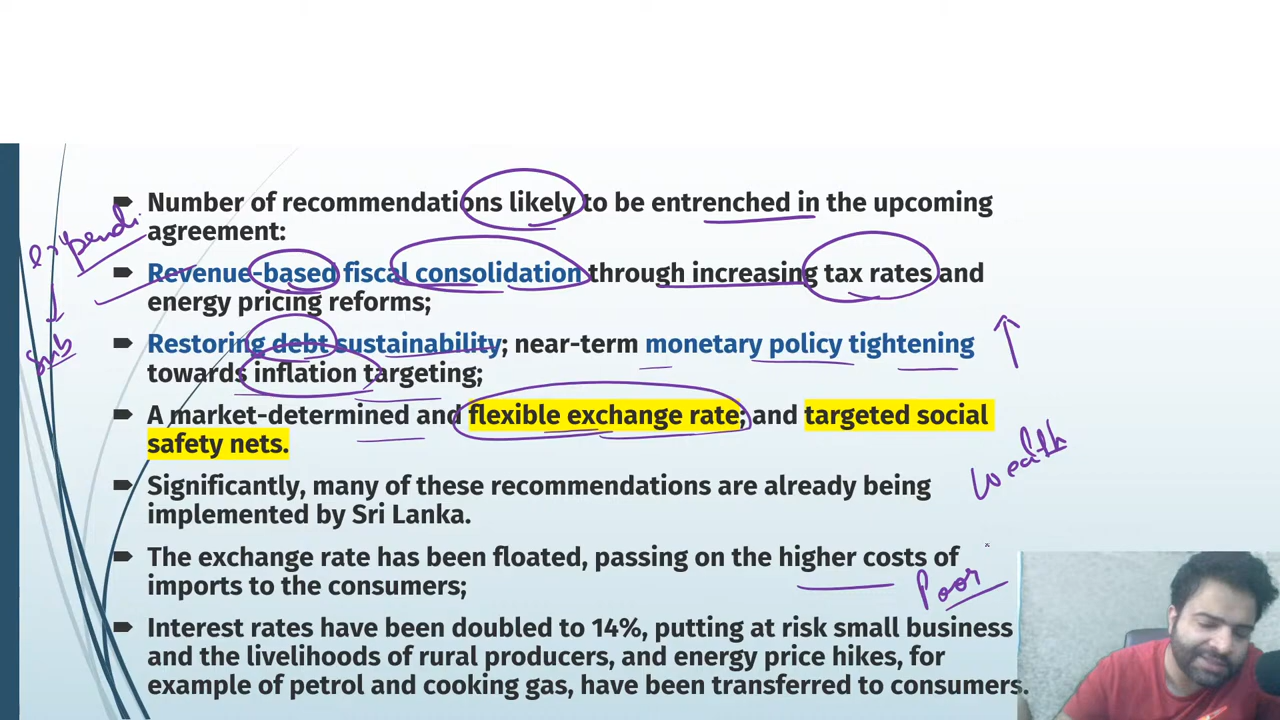 Number of recommendations likely to be entrenched in the upcoming
agreement:
Revenue-based fiscal consolidation through increasing tax rates and
energy pricing reforms;
Restoring debt sustainability; near-term monetary policy tightening
towards inflation targeting;
A market-determined and flexible exchange rate; and targeted social
safety nets.
Significantly, many of these recommendations are already being
implemented by Sri Lanka.
The exchange rate has been floated, passing on the higher costs of
imports to the consumers;
Interest rates have been doubled to 14%, putting at risk small business
and the livelihoods of rural producers, and energy price hikes, for
example of petrol and cooking gas, have been transferred to consumers.
Expendi
Sub
Wealth
Poor